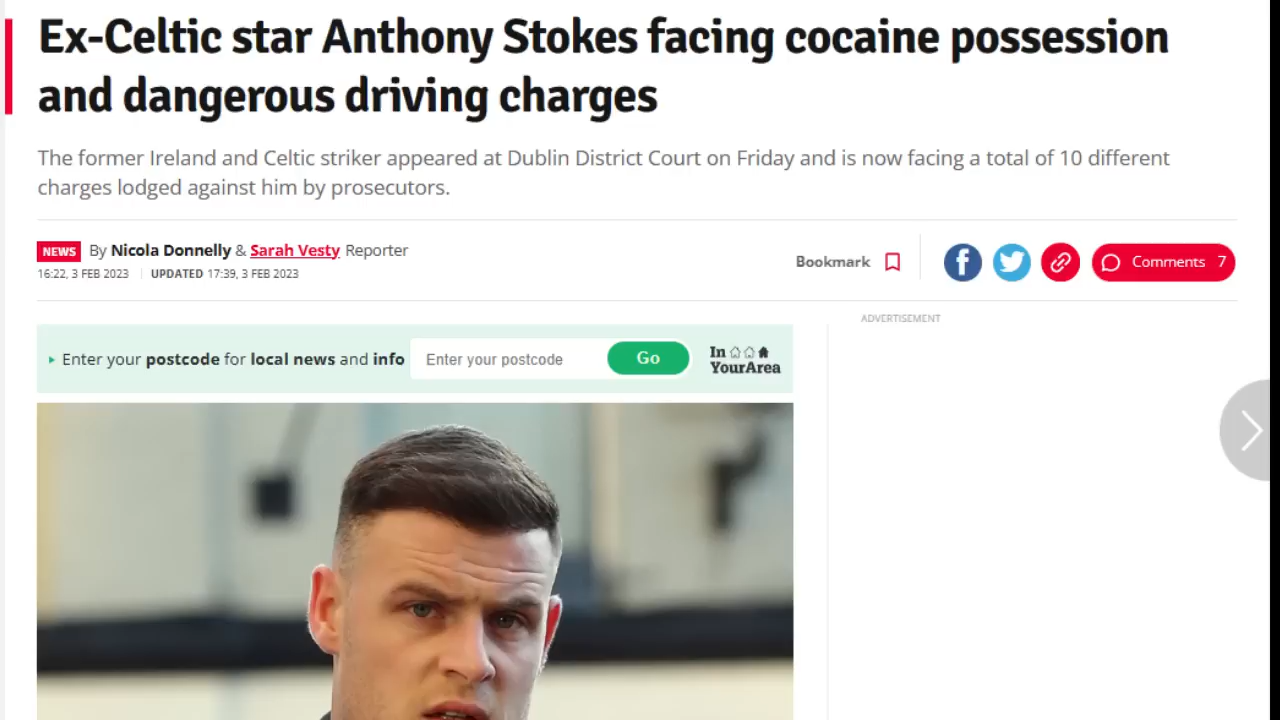 Ex-Celtic star Anthony Stokes facing cocaine possession
and dangerous driving charges
The former Ireland and Celtic striker appeared at Dublin District Court on Friday and is now facing a total of 10 different
charges lodged against him by prosecutors.
NEWS By Nicola Donnelly & Sarah Vesty Reporter
16:22, 3 FEB 2023 UPDATED 17:39, 3 FEB 2023
Bookmark
Comments 7
ADVERTISEMENT
Enter your postcode for local news and info
Enter your postcode
Go
In
YourArea